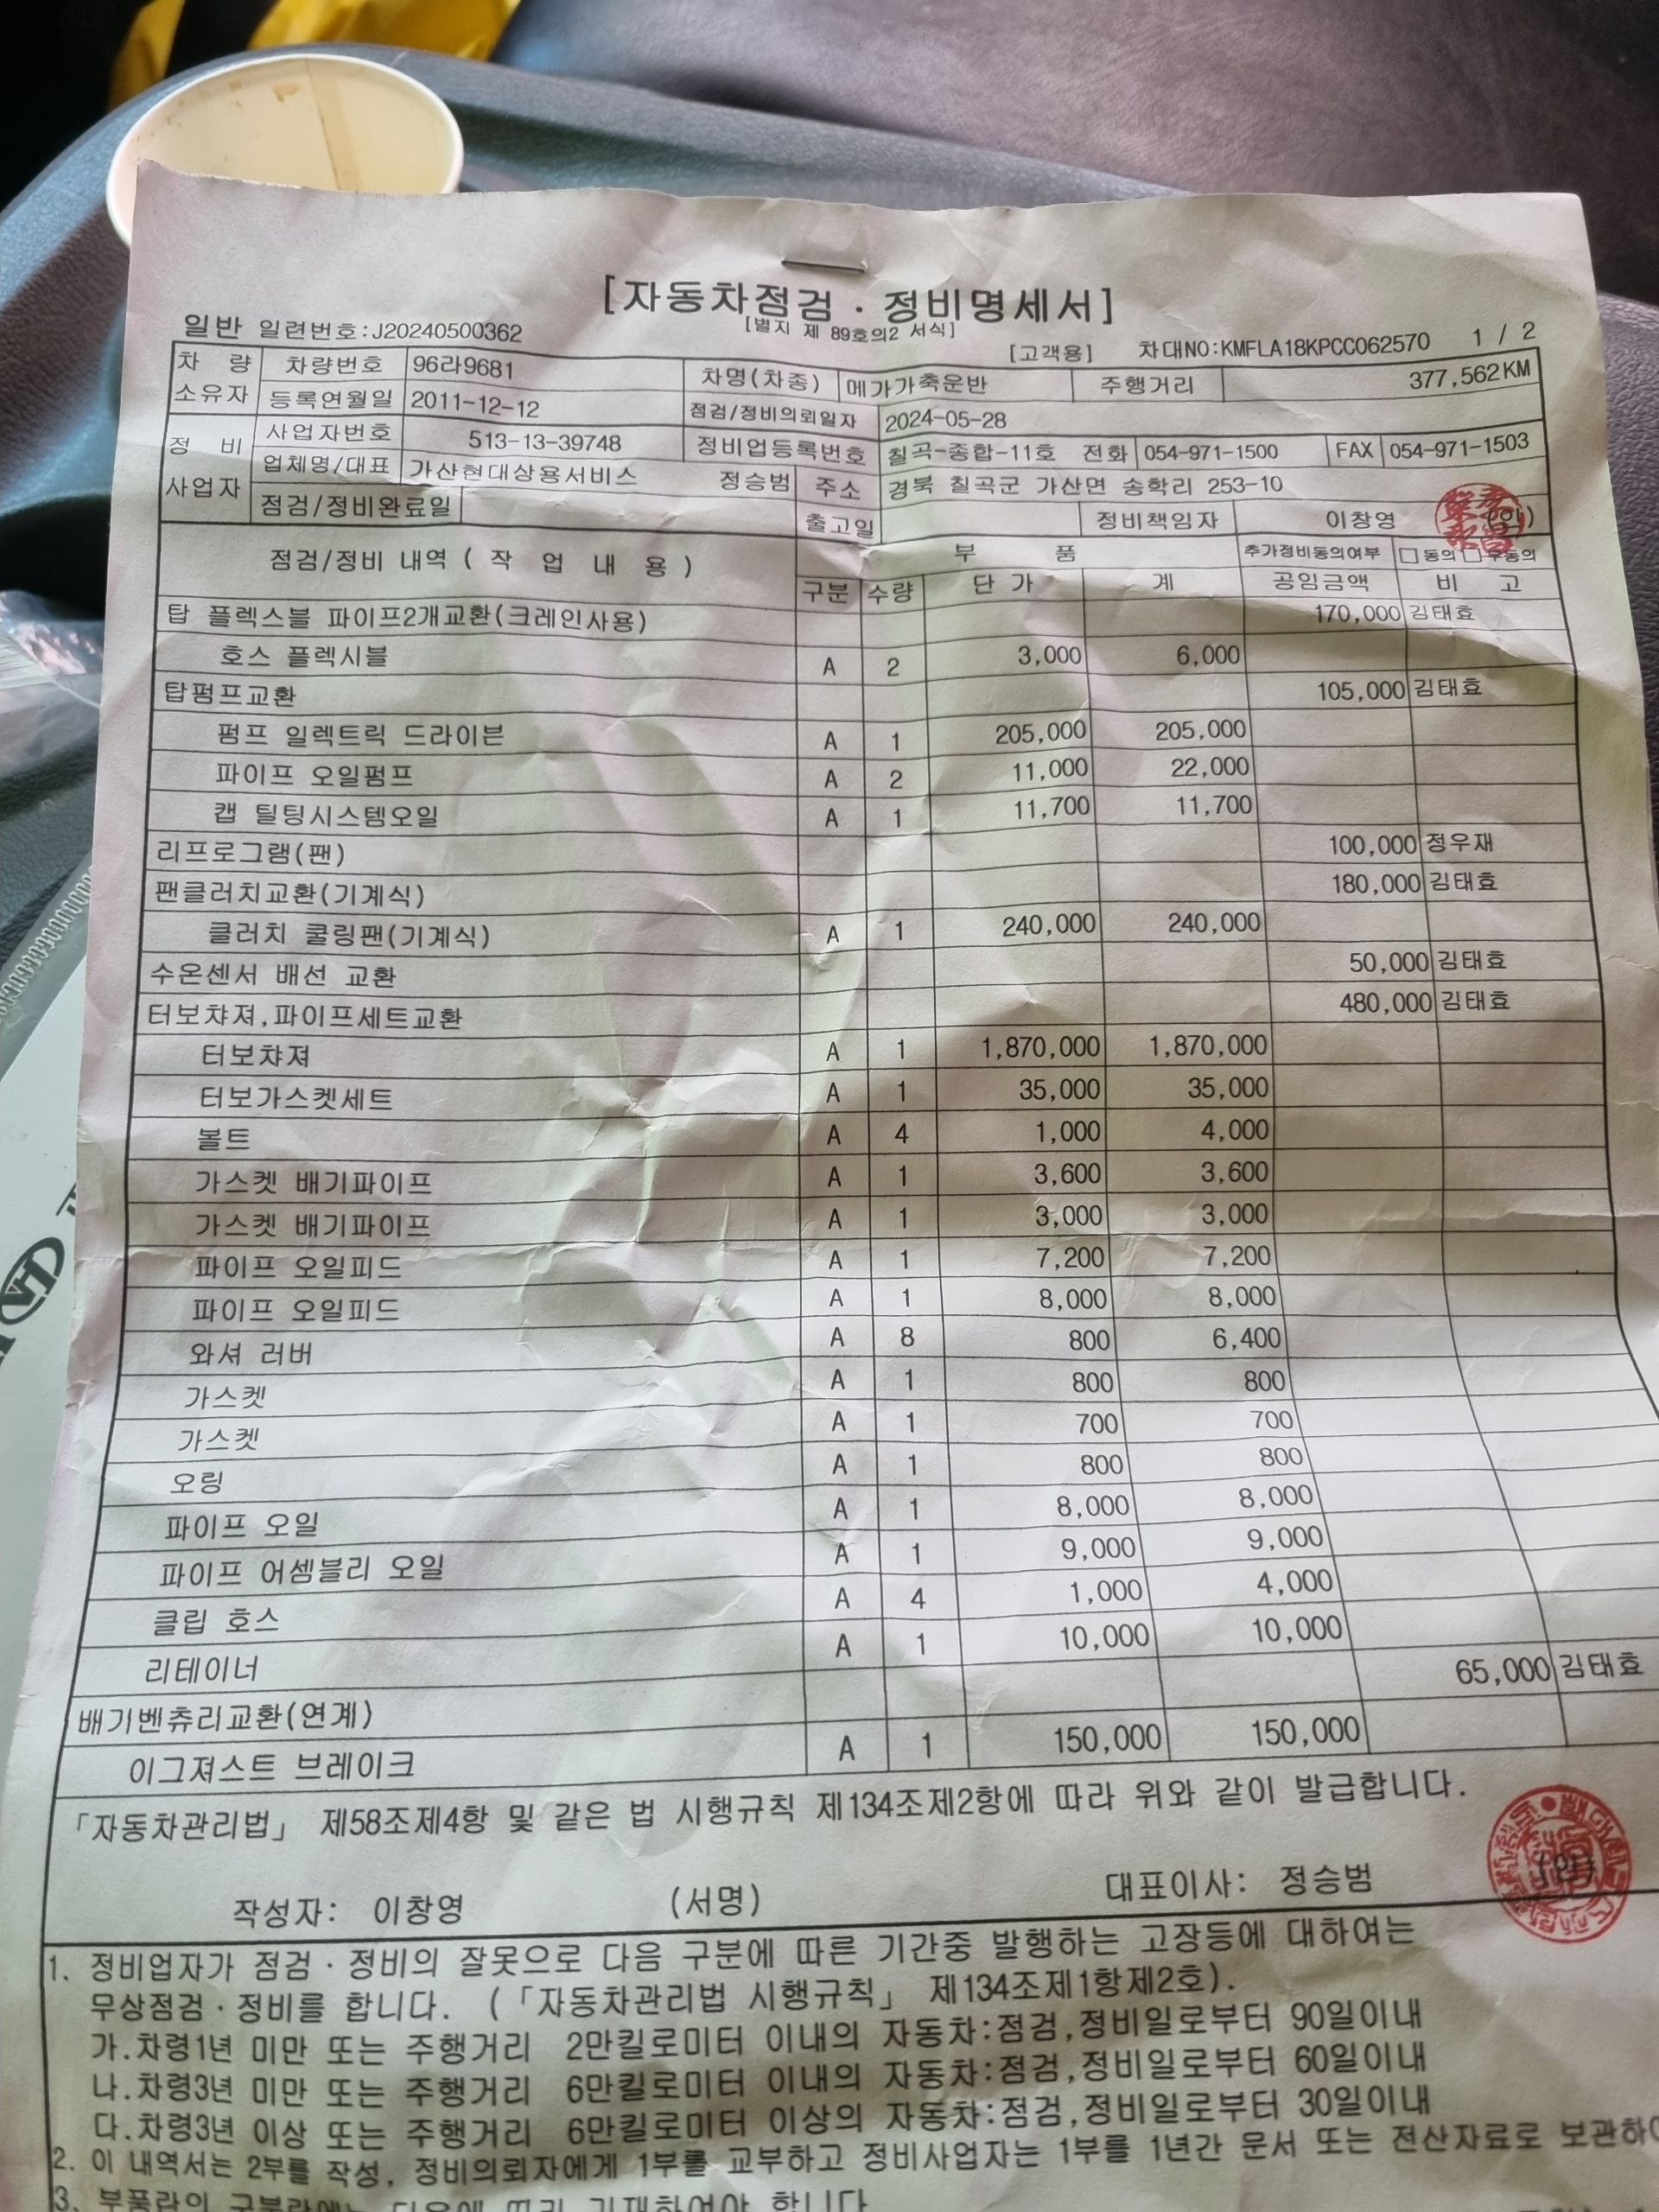 [자동차점검 · 정비명세서]
[별지 제 89호의2 서식]
일반 일련번호:J20240500362
[고객용] 차대NO:KMFLA18KPCC062570 1 / 2
차 량 소유자 차량번호 96라9681 차명(차종) 메가가축운반 주행거리 377,562KM
등록연월일 2011-12-12 점검/정비의뢰일자 2024-05-28
정 비 사업자 사업자번호 513-13-39748 정비업등록번호 칠곡-종합-11호 전화 054-971-1500 FAX 054-971-1503
업체명/대표 가산현대상용서비스 정승범 주소 경북 칠곡군 가산면 송학리 253-10
점검/정비완료일 출고일 정비책임자 이창영 (인)
점검/정비 내역 ( 작 업 내 용 ) 부 품 추가정비동의여부 □ 동의 □ 부동의
구분 수량 단 가 계 공임금액 비 고
탑 플렉스블 파이프2개교환(크레인사용) 170,000 김태효
호스 플렉시블 A 2 3,000 6,000
탑펌프교환 105,000 김태효
펌프 일렉트릭 드라이븐 A 1 205,000 205,000
파이프 오일펌프 A 2 11,000 22,000
캡 틸팅시스템오일 A 1 11,700 11,700
리프로그램(팬) 100,000 정우재
팬클러치교환(기계식) 180,000 김태효
클러치 쿨링팬(기계식) A 1 240,000 240,000
수온센서 배선 교환 50,000 김태효
터보챠져,파이프세트교환 480,000 김태효
터보챠져 A 1 1,870,000 1,870,000
터보가스켓세트 A 1 35,000 35,000
볼트 A 4 1,000 4,000
가스켓 배기파이프 A 1 3,600 3,600
가스켓 배기파이프 A 1 3,000 3,000
파이프 오일피드 A 1 7,200 7,200
파이프 오일피드 A 1 8,000 8,000
와셔 러버 A 8 800 6,400
가스켓 A 1 800 800
가스켓 A 1 700 700
오링 A 1 800 800
파이프 오일 A 1 8,000 8,000
파이프 어셈블리 오일 A 1 9,000 9,000
클립 호스 A 4 1,000 4,000
리테이너 A 1 10,000 10,000
배기벤츄리교환(연계) 65,000 김태효
이그져스트 브레이크 A 1 150,000 150,000
「자동차관리법」 제58조제4항 및 같은 법 시행규칙 제134조제2항에 따라 위와 같이 발급합니다.
작성자: 이창영 (서명) 대표이사: 정승범 (인)
1. 정비업자가 점검 · 정비의 잘못으로 다음 구분에 따른 기간중 발행하는 고장등에 대하여는
무상점검 · 정비를 합니다. (「자동차관리법 시행규칙」 제134조제1항제2호).
가.차령1년 미만 또는 주행거리 2만킬로미터 이내의 자동차:점검,정비일로부터 90일이내
나.차령3년 미만 또는 주행거리 6만킬로미터 이내의 자동차:점검,정비일로부터 60일이내
다.차령3년 이상 또는 주행거리 6만킬로미터 이상의 자동차:점검,정비일로부터 30일이내
2. 이 내역서는 2부를 작성, 정비의뢰자에게 1부를 교부하고 정비사업자는 1부를 1년간 문서 또는 전산자료로 보관하여
3. 부품란의 구분란에는 다음에 따라 기재하여야 합니다